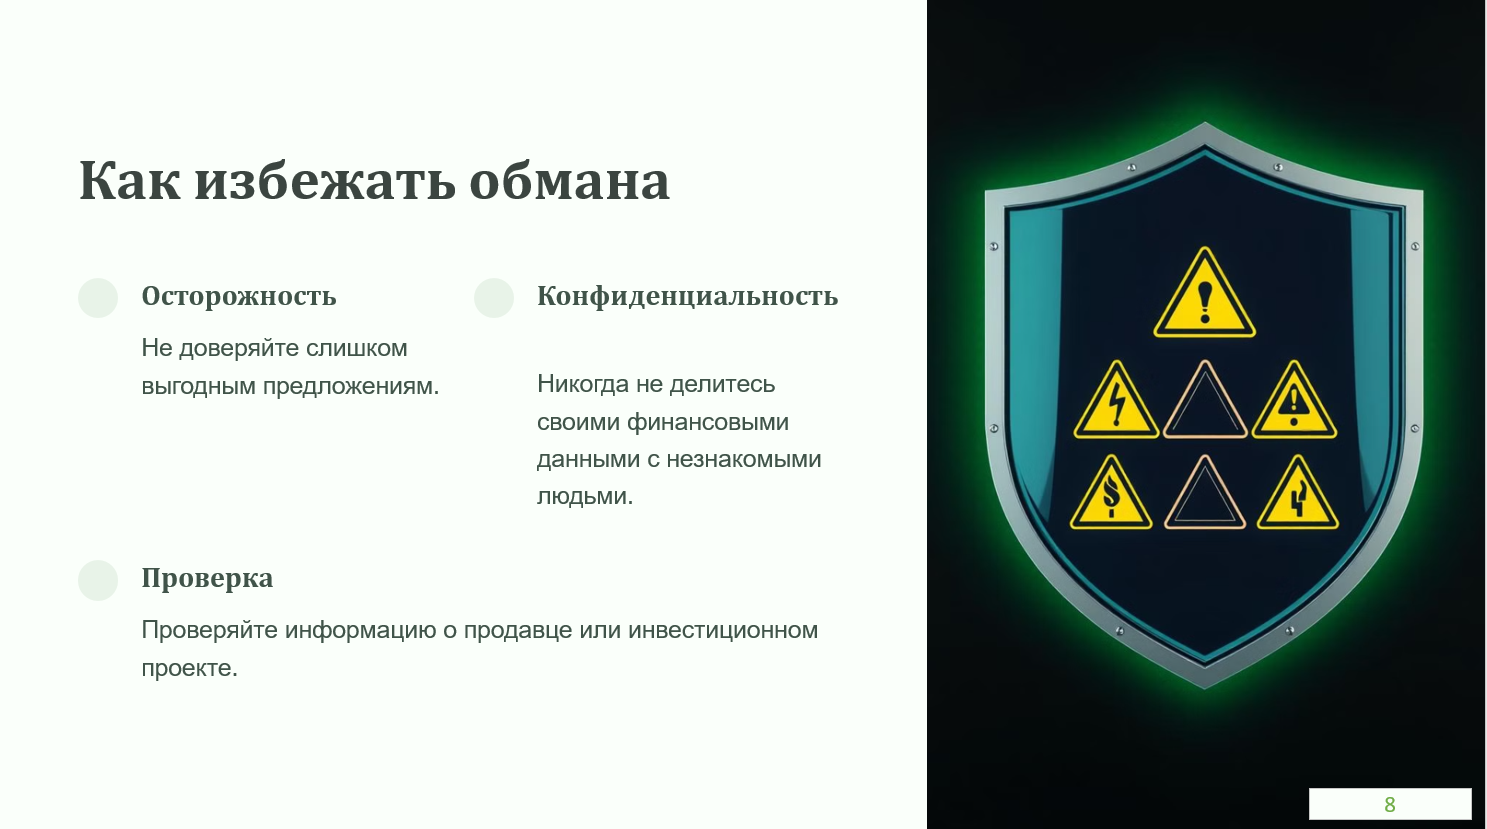 Как избежать обмана
Осторожность
Не доверяйте слишком
выгодным предложениям.
Конфиденциальность
Никогда не делитесь
своими финансовыми
данными с незнакомыми
людьми.
Проверка
Проверяйте информацию о продавце или инвестиционном
проекте.
8